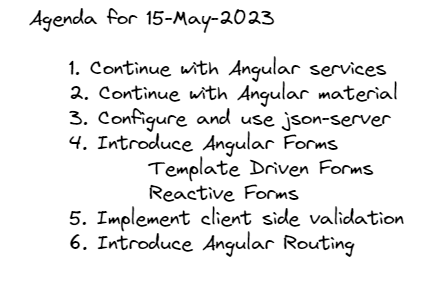 Agenda for 15-May-2023
1. Continue with Angular services
2. Continue with Angular material
3. Configure and use json-server
4. Introduce Angular Forms
Template Driven Forms
Reactive Forms
5. Implement client side validation
6. Introduce Angular Routing